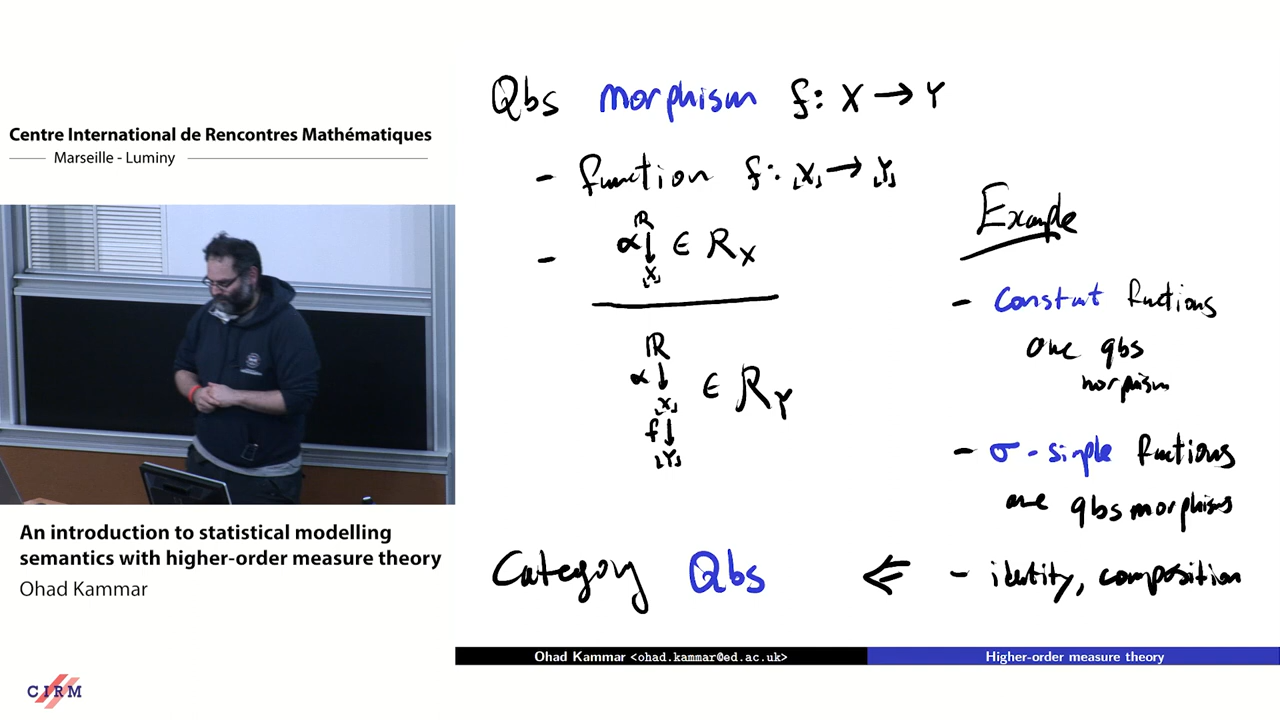 Centre International de Rencontres Mathématiques
Marseille - Luminy
An introduction to statistical modelling
semantics with higher-order measure theory
Ohad Kammar
CIRM
Qbs morphism f: X → Y
- function f: ⌞X⌟ → ⌞Y⌟
- ℝ
α↓ ∈ R_X
⌞X⌟
ℝ
α↓
⌞X⌟ ∈ R_Y
f↓
⌞Y⌟
Category Qbs ⇐
Example
- constant functions
are qbs
morphism
- σ-simple functions
are qbs morphisms
- identity, composition
Ohad Kammar <ohad.kammar@ed.ac.uk>
Higher-order measure theory